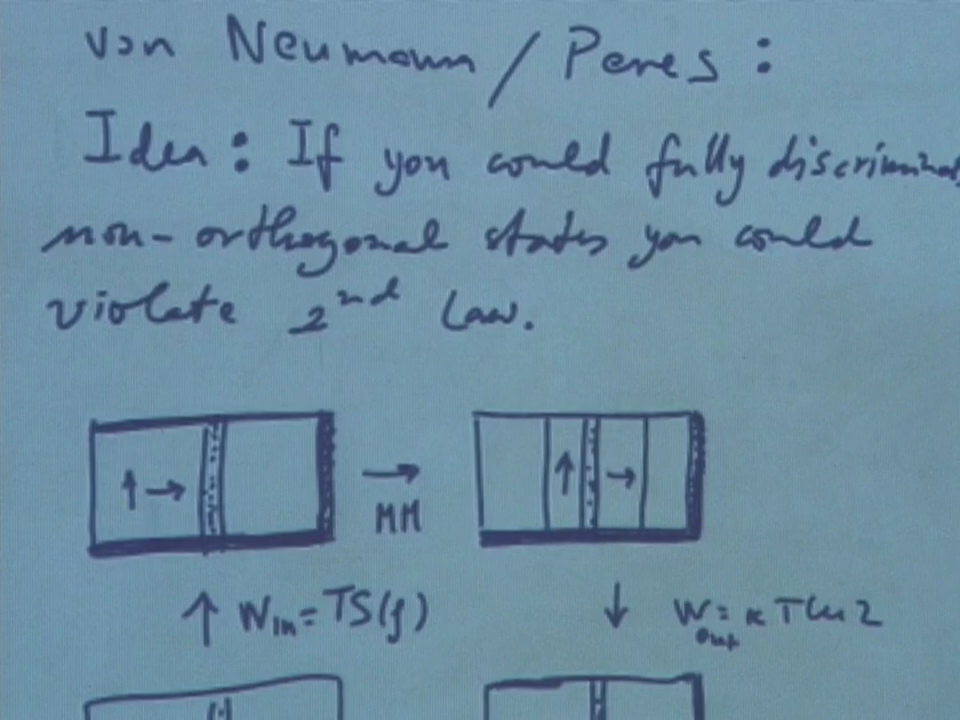 von Neumann / Peres :
Idea : If you could fully discriminate
non-orthogonal states you could
violate 2nd Law.
↑ → → ↑ →
MM
↑ Win = TS(ρ) ↓ Wout = κ T ln 2